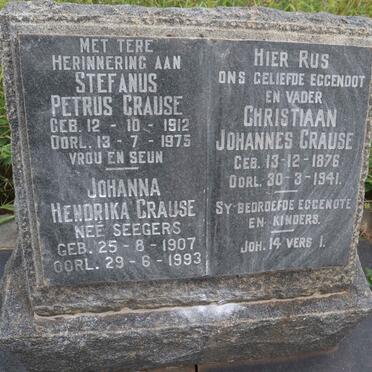 MET TERE
HERINNERING AAN
STEFANUS
PETRUS CRAUSE
GEB. 12 - 10 - 1912
OORL. 13 - 7 - 1975
VROU EN SEUN
JOHANNA
HENDRIKA CRAUSE
NEÉ SEEGERS
GEB. 25 - 8 - 1907
OORL. 29 - 6 - 1993
HIER RUS
ONS GELIEFDE EGGENOOT
EN VADER
CHRISTIAAN
JOHANNES CRAUSE
GEB. 13-12-1876
OORL. 30-3-1941.
SY BEDROEFDE EGGENOTE
EN KINDERS.
JOH. 14 VERS 1.